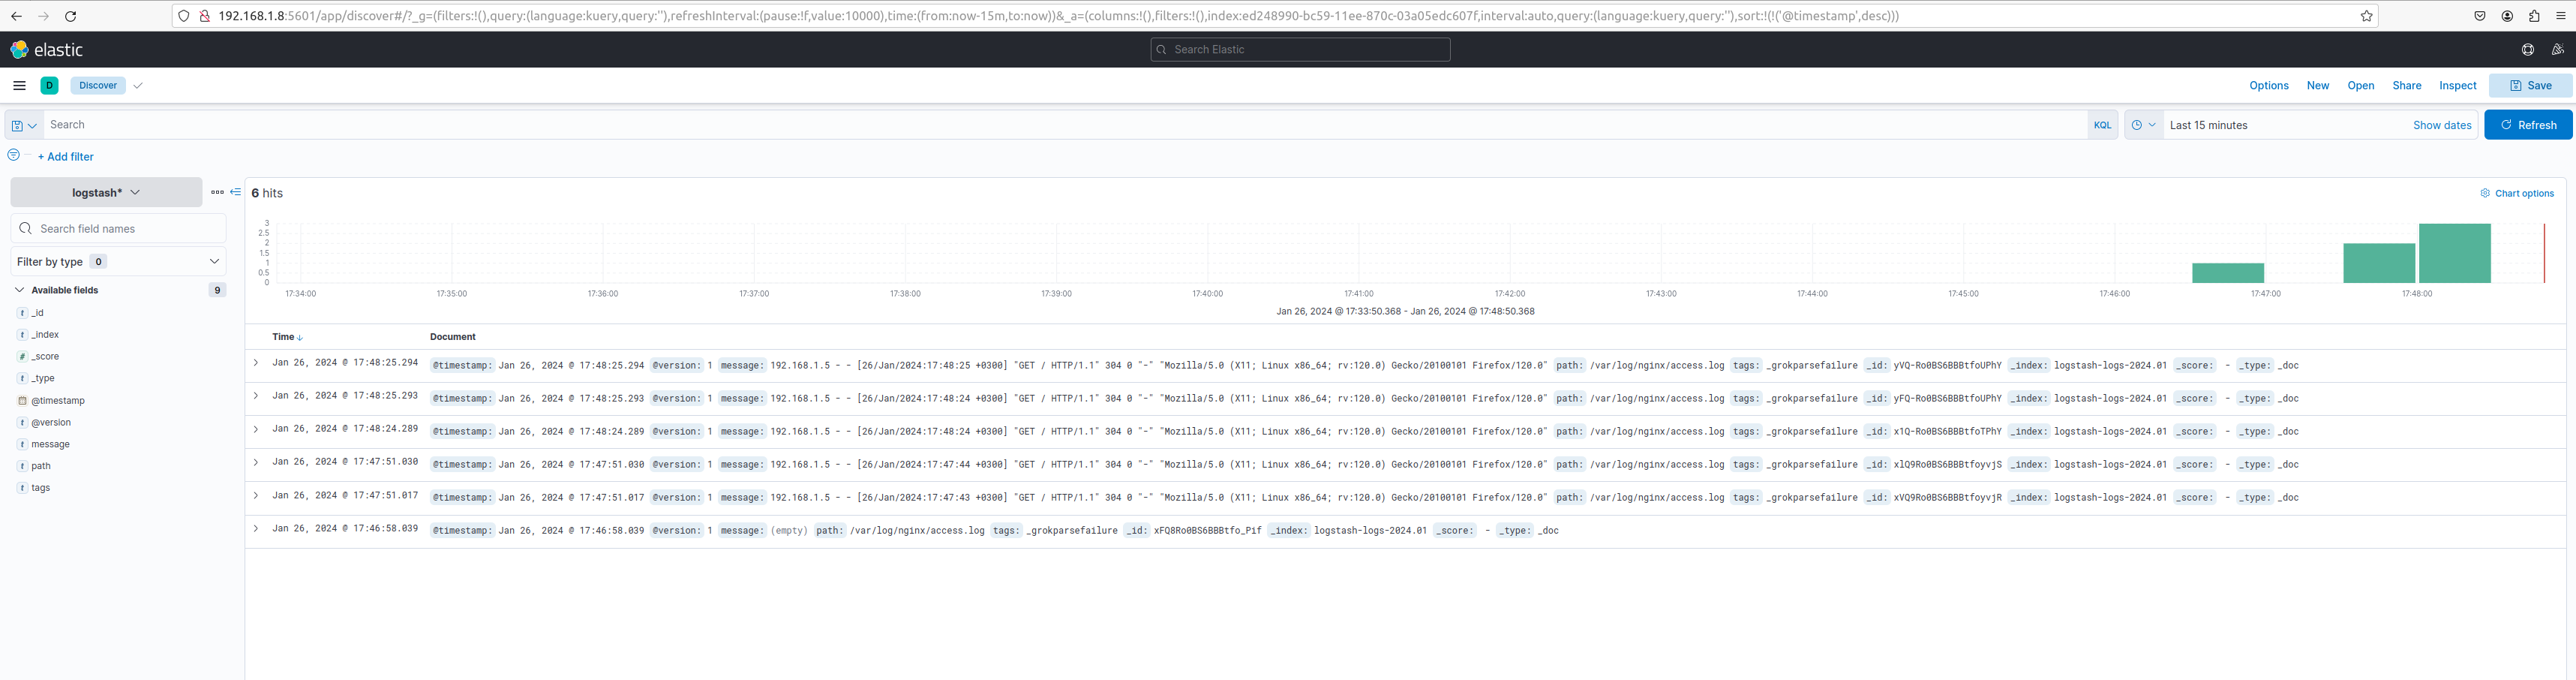 192.168.1.8:5601/app/discover#/?_g=(filters:!(),query:(language:kuery,query:''),refreshInterval:(pause:!f,value:10000),time:(from:now-15m,to:now))&_a=(columns:!(),filters:!(),index:ed248990-bc59-11ee-870c-03a05edc607f,interval:auto,query:(language:kuery,query:''),sort:!(!('@timestamp',desc)))
elastic Search Elastic
D Discover Options New Open Share Inspect Save
Search KQL Last 15 minutes Show dates Refresh
+ Add filter
logstash*
Search field names
Filter by type 0
Available fields 9
t _id
t _index
# _score
t _type
@timestamp
t @version
t message
t path
t tags
6 hits Chart options
3
2.5
2
1.5
1
0.5
0
17:34:00 17:35:00 17:36:00 17:37:00 17:38:00 17:39:00 17:40:00 17:41:00 17:42:00 17:43:00 17:44:00 17:45:00 17:46:00 17:47:00 17:48:00
Jan 26, 2024 @ 17:33:50.368 - Jan 26, 2024 @ 17:48:50.368
Time Document
Jan 26, 2024 @ 17:48:25.294 @timestamp: Jan 26, 2024 @ 17:48:25.294 @version: 1 message: 192.168.1.5 - - [26/Jan/2024:17:48:25 +0300] "GET / HTTP/1.1" 304 0 "-" "Mozilla/5.0 (X11; Linux x86_64; rv:120.0) Gecko/20100101 Firefox/120.0" path: /var/log/nginx/access.log tags: _grokparsefailure _id: yVQ-Ro0BS6BBBtfoUPhY _index: logstash-logs-2024.01 _score: - _type: _doc
Jan 26, 2024 @ 17:48:25.293 @timestamp: Jan 26, 2024 @ 17:48:25.293 @version: 1 message: 192.168.1.5 - - [26/Jan/2024:17:48:24 +0300] "GET / HTTP/1.1" 304 0 "-" "Mozilla/5.0 (X11; Linux x86_64; rv:120.0) Gecko/20100101 Firefox/120.0" path: /var/log/nginx/access.log tags: _grokparsefailure _id: yFQ-Ro0BS6BBBtfoUPhY _index: logstash-logs-2024.01 _score: - _type: _doc
Jan 26, 2024 @ 17:48:24.289 @timestamp: Jan 26, 2024 @ 17:48:24.289 @version: 1 message: 192.168.1.5 - - [26/Jan/2024:17:48:24 +0300] "GET / HTTP/1.1" 304 0 "-" "Mozilla/5.0 (X11; Linux x86_64; rv:120.0) Gecko/20100101 Firefox/120.0" path: /var/log/nginx/access.log tags: _grokparsefailure _id: x1Q-Ro0BS6BBBtfoTPhY _index: logstash-logs-2024.01 _score: - _type: _doc
Jan 26, 2024 @ 17:47:51.030 @timestamp: Jan 26, 2024 @ 17:47:51.030 @version: 1 message: 192.168.1.5 - - [26/Jan/2024:17:47:44 +0300] "GET / HTTP/1.1" 304 0 "-" "Mozilla/5.0 (X11; Linux x86_64; rv:120.0) Gecko/20100101 Firefox/120.0" path: /var/log/nginx/access.log tags: _grokparsefailure _id: xlQ9Ro0BS6BBBtfoyvjS _index: logstash-logs-2024.01 _score: - _type: _doc
Jan 26, 2024 @ 17:47:51.017 @timestamp: Jan 26, 2024 @ 17:47:51.017 @version: 1 message: 192.168.1.5 - - [26/Jan/2024:17:47:43 +0300] "GET / HTTP/1.1" 304 0 "-" "Mozilla/5.0 (X11; Linux x86_64; rv:120.0) Gecko/20100101 Firefox/120.0" path: /var/log/nginx/access.log tags: _grokparsefailure _id: xVQ9Ro0BS6BBBtfoyvjR _index: logstash-logs-2024.01 _score: - _type: _doc
Jan 26, 2024 @ 17:46:58.039 @timestamp: Jan 26, 2024 @ 17:46:58.039 @version: 1 message: (empty) path: /var/log/nginx/access.log tags: _grokparsefailure _id: xFQ8Ro0BS6BBBtfo_Pif _index: logstash-logs-2024.01 _score: - _type: _doc